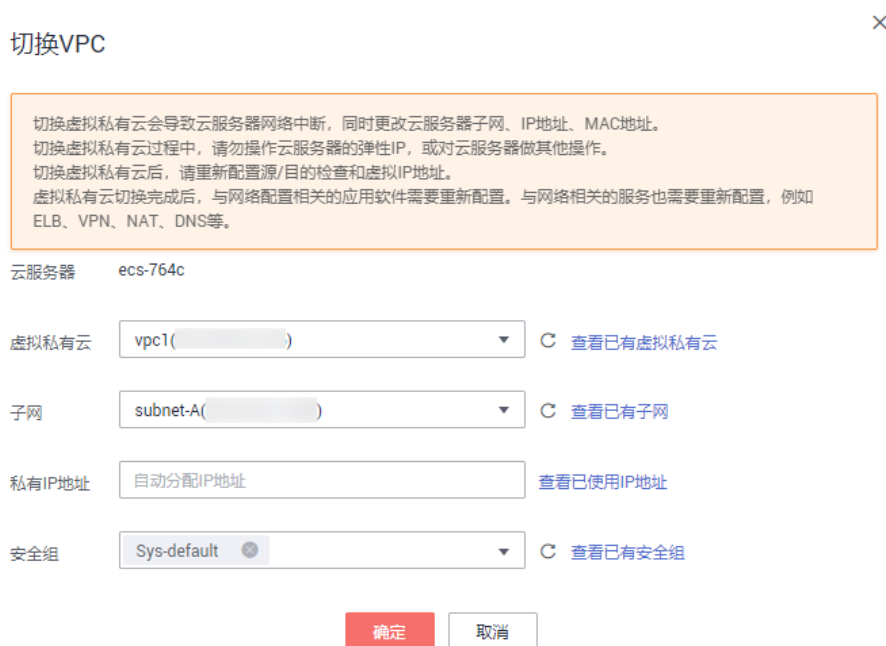 切换VPC
切换虚拟私有云会导致云服务器网络中断，同时更改云服务器子网、IP地址、MAC地址。
切换虚拟私有云过程中，请勿操作云服务器的弹性IP，或对云服务器做其他操作。
切换虚拟私有云后，请重新配置源/目的检查和虚拟IP地址。
虚拟私有云切换完成后，与网络配置相关的应用软件需要重新配置。与网络相关的服务也需要重新配置，例如
ELB、VPN、NAT、DNS等。
云服务器 ecs-764c
虚拟私有云 vpc1( ) 查看已有虚拟私有云
子网 subnet-A( ) 查看已有子网
私有IP地址 自动分配IP地址 查看已使用IP地址
安全组 Sys-default 查看已有安全组
确定 取消